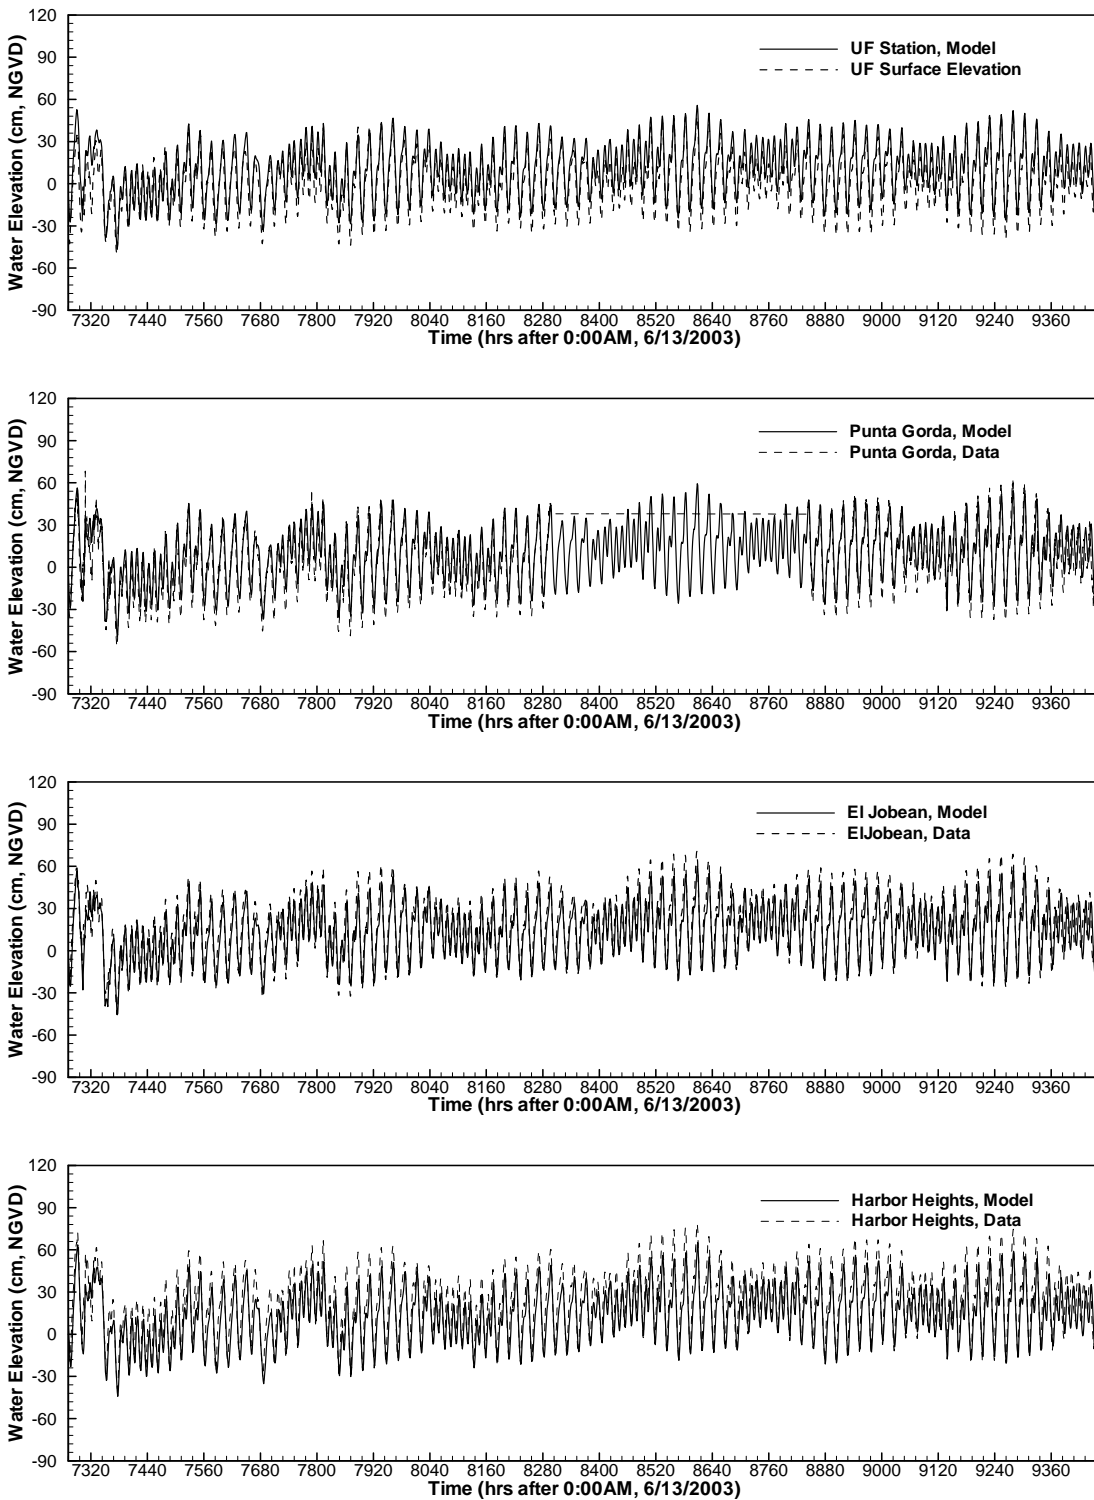 120
90
60
30
0
-30
-60
-90
Water Elevation (cm, NGVD)
UF Station, Model
UF Surface Elevation
7320 7440 7560 7680 7800 7920 8040 8160 8280 8400 8520 8640 8760 8880 9000 9120 9240 9360
Time (hrs after 0:00AM, 6/13/2003)
120
90
60
30
0
-30
-60
-90
Water Elevation (cm, NGVD)
Punta Gorda, Model
Punta Gorda, Data
7320 7440 7560 7680 7800 7920 8040 8160 8280 8400 8520 8640 8760 8880 9000 9120 9240 9360
Time (hrs after 0:00AM, 6/13/2003)
120
90
60
30
0
-30
-60
-90
Water Elevation (cm, NGVD)
El Jobean, Model
ElJobean, Data
7320 7440 7560 7680 7800 7920 8040 8160 8280 8400 8520 8640 8760 8880 9000 9120 9240 9360
Time (hrs after 0:00AM, 6/13/2003)
120
90
60
30
0
-30
-60
-90
Water Elevation (cm, NGVD)
Harbor Heights, Model
Harbor Heights, Data
7320 7440 7560 7680 7800 7920 8040 8160 8280 8400 8520 8640 8760 8880 9000 9120 9240 9360
Time (hrs after 0:00AM, 6/13/2003)